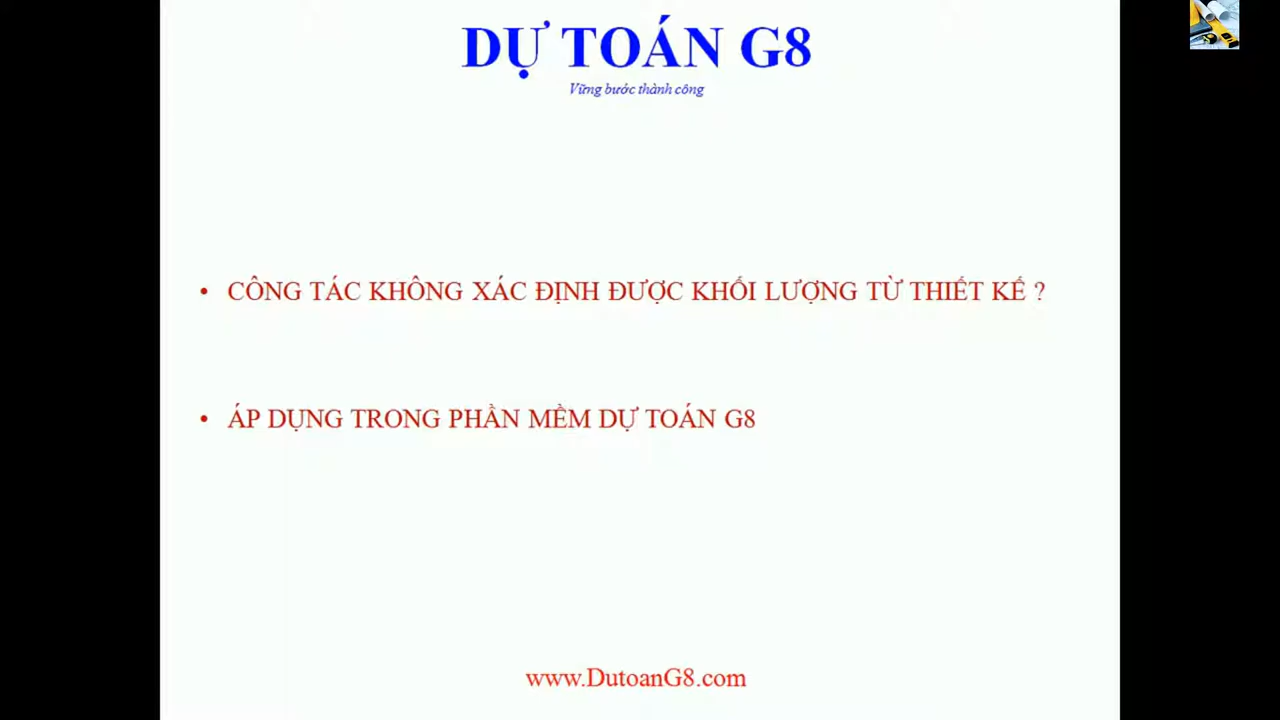 DỰ TOÁN G8
Vững bước thành công
• CÔNG TÁC KHÔNG XÁC ĐỊNH ĐƯỢC KHỐI LƯỢNG TỪ THIẾT KẾ ?
• ÁP DỤNG TRONG PHẦN MỀM DỰ TOÁN G8
www.DutoanG8.com